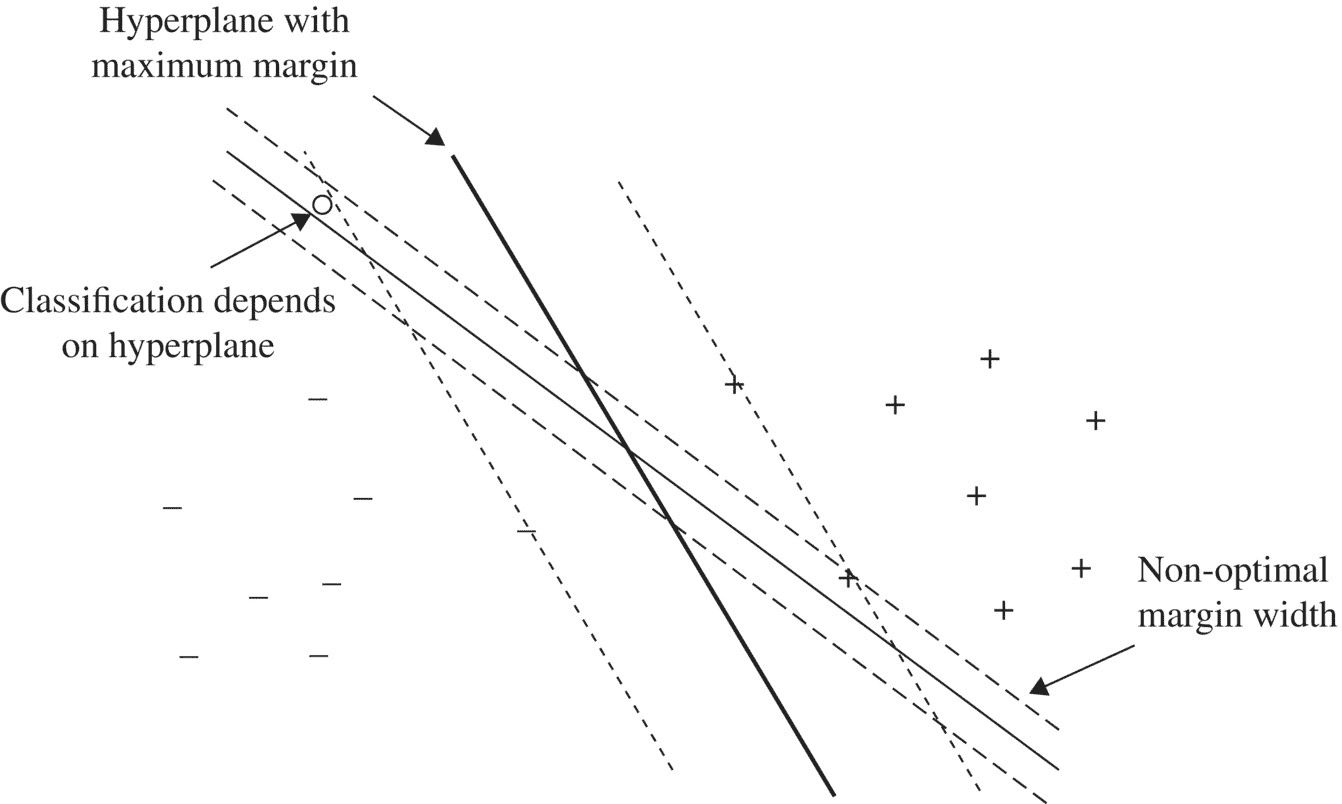 Hyperplane with
maximum margin
Classification depends
on hyperplane
Non-optimal
margin width